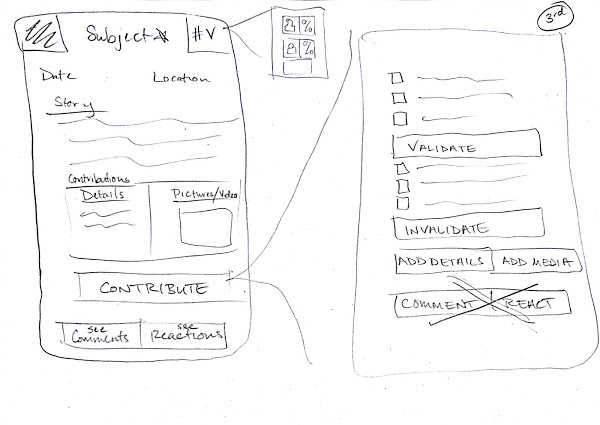 Subject
#V
%
%
Date
Location
Story
Contributions
Details
Pictures/Video
CONTRIBUTE
see
Comments
see
Reactions
3rd
VALIDATE
INVALIDATE
ADD DETAILS
ADD MEDIA
COMMENT
REACT